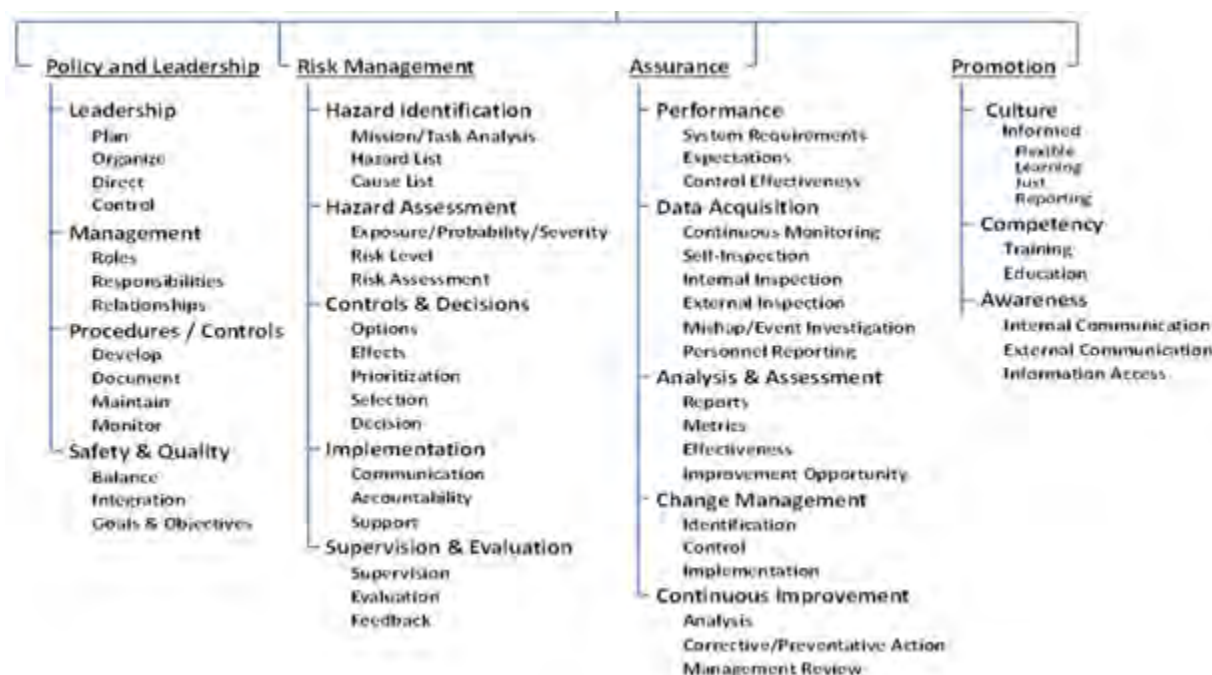 Policy and Leadership
Leadership
Plan
Organize
Direct
Control
Management
Roles
Responsibilities
Relationships
Procedures / Controls
Develop
Document
Maintain
Monitor
Safety & Quality
Balance
Integration
Goals & Objectives
Risk Management
Hazard Identification
Mission/Task Analysis
Hazard List
Cause List
Hazard Assessment
Exposure/Probability/Severity
Risk Level
Risk Assessment
Controls & Decisions
Options
Effects
Prioritization
Selection
Decision
Implementation
Communication
Accountability
Support
Supervision & Evaluation
Supervision
Evaluation
Feedback
Assurance
Performance
System Requirements
Expectations
Control Effectiveness
Data Acquisition
Continuous Monitoring
Self-Inspection
Internal Inspection
External Inspection
Mishap/Event Investigation
Personnel Reporting
Analysis & Assessment
Reports
Metrics
Effectiveness
Improvement Opportunity
Change Management
Identification
Control
Implementation
Continuous Improvement
Analysis
Corrective/Preventative Action
Management Review
Promotion
Culture
Informed
Flexible
Learning
Just
Reporting
Competency
Training
Education
Awareness
Internal Communication
External Communication
Information Access